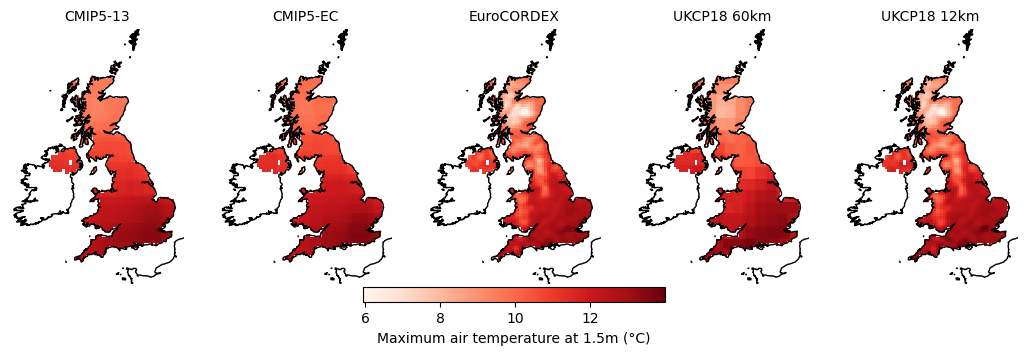 CMIP5-13 CMIP5-EC EuroCORDEX UKCP18 60km UKCP18 12km
6 8 10 12
Maximum air temperature at 1.5m (°C)